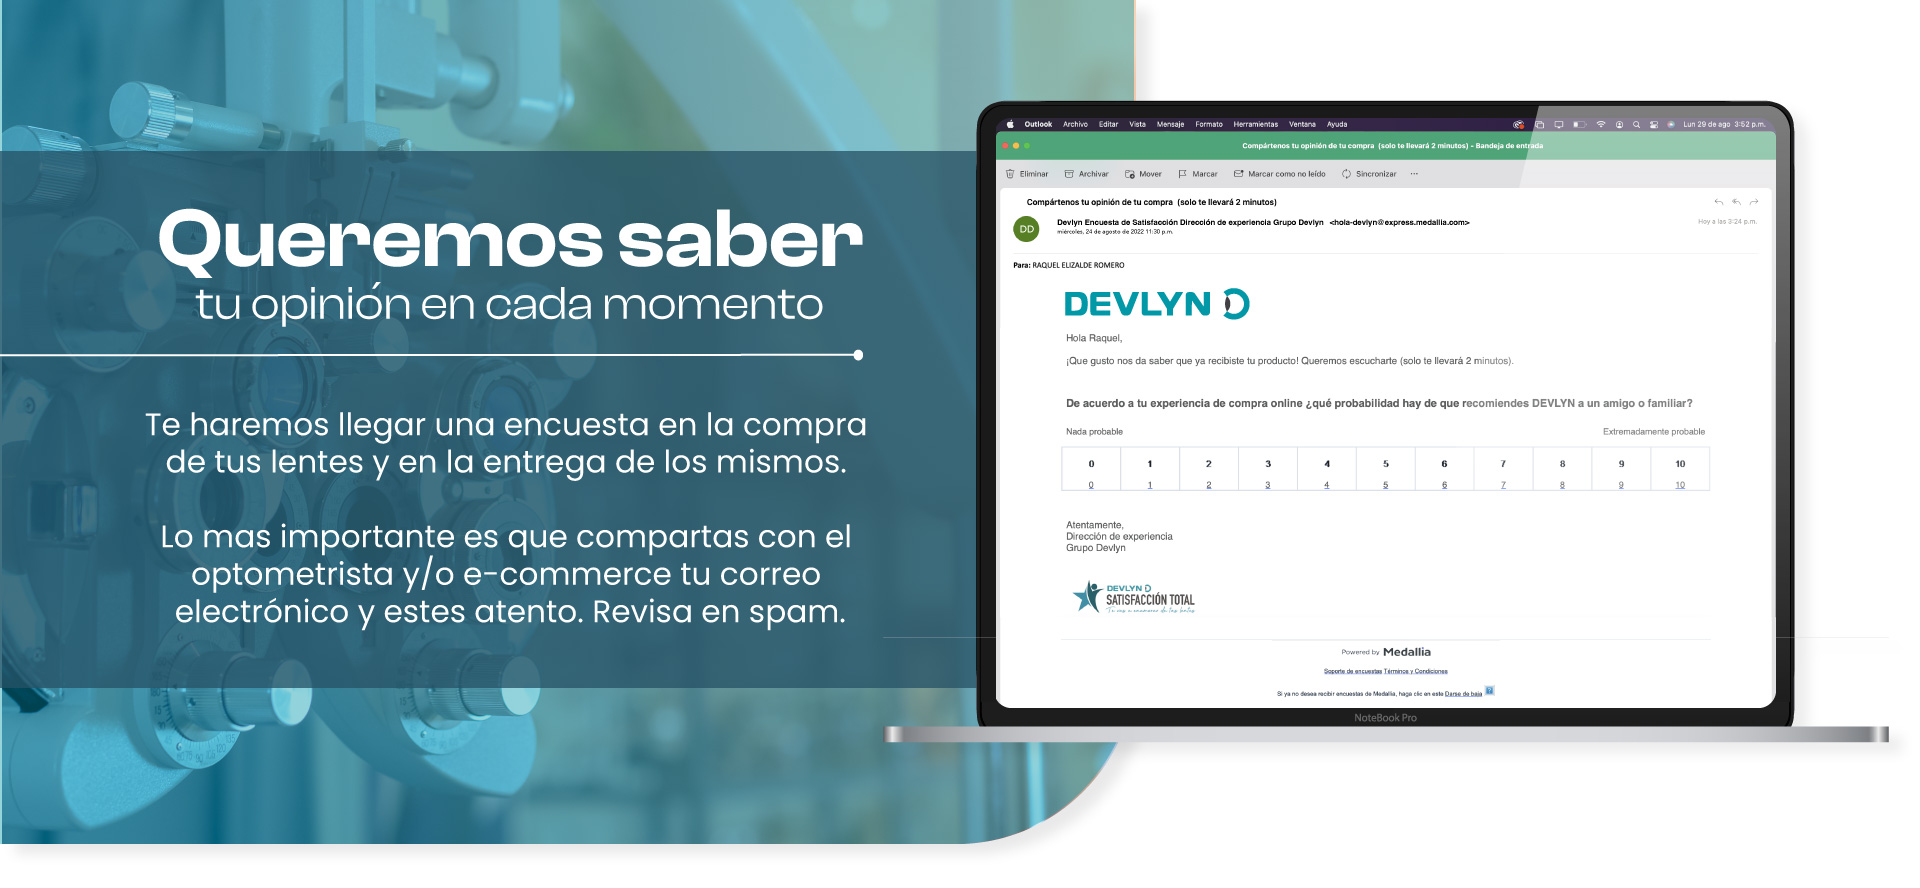 Queremos saber
tu opinión en cada momento
Te haremos llegar una encuesta en la compra
de tus lentes y en la entrega de los mismos.
Lo mas importante es que compartas con el
optometrista y/o e-commerce tu correo
electrónico y estes atento. Revisa en spam.
Outlook Archivo Editar Vista Mensaje Formato Herramientas Ventana Ayuda Lun 29 de ago 3:52 p.m.
Compártenos tu opinión de tu compra (solo te llevará 2 minutos) - Bandeja de entrada
Eliminar Archivar Mover Marcar Marcar como no leído Sincronizar ...
Compártenos tu opinión de tu compra (solo te llevará 2 minutos)
DD
Devlyn Encuesta de Satisfacción Dirección de experiencia Grupo Devlyn <hola-devlyn@express.medallia.com> Hoy a las 3:24 p.m.
miércoles, 24 de agosto de 2022 11:30 p.m.
Para: RAQUEL ELIZALDE ROMERO
DEVLYN
Hola Raquel,
¡Que gusto nos da saber que ya recibiste tu producto! Queremos escucharte (solo te llevará 2 minutos).
De acuerdo a tu experiencia de compra online ¿qué probabilidad hay de que recomiendes DEVLYN a un amigo o familiar?
Nada probable Extremadamente probable
0 1 2 3 4 5 6 7 8 9 10
0 1 2 3 4 5 6 7 8 9 10
Atentamente,
Dirección de experiencia
Grupo Devlyn
DEVLYN
SATISFACCIÓN TOTAL
Powered by Medallia
Soporte de encuestas Términos y Condiciones
Si ya no desea recibir encuestas de Medallia, haga clic en este Darse de baja
NoteBook Pro